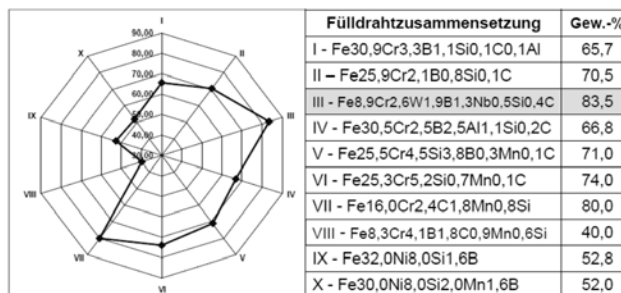 I
II
III
IV
V
VI
VII
VIII
IX
X
90,00
80,00
70,00
60,00
50,00
40,00
30,00
Fülldrahtzusammensetzung Gew.-%
I - Fe30,9Cr3,3B1,1Si0,1C0,1Al 65,7
II – Fe25,9Cr2,1B0,8Si0,1C 70,5
III - Fe8,9Cr2,6W1,9B1,3Nb0,5Si0,4C 83,5
IV - Fe30,5Cr2,5B2,5Al1,1Si0,2C 66,8
V - Fe25,5Cr4,5Si3,8B0,3Mn0,1C 71,0
VI - Fe25,3Cr5,2Si0,7Mn0,1C 74,0
VII - Fe16,0Cr2,4C1,8Mn0,8Si 80,0
VIII - Fe8,3Cr4,1B1,8C0,9Mn0,6Si 40,0
IX - Fe32,0Ni8,0Si1,6B 52,8
X - Fe30,0Ni8,0Si2,0Mn1,6B 52,0